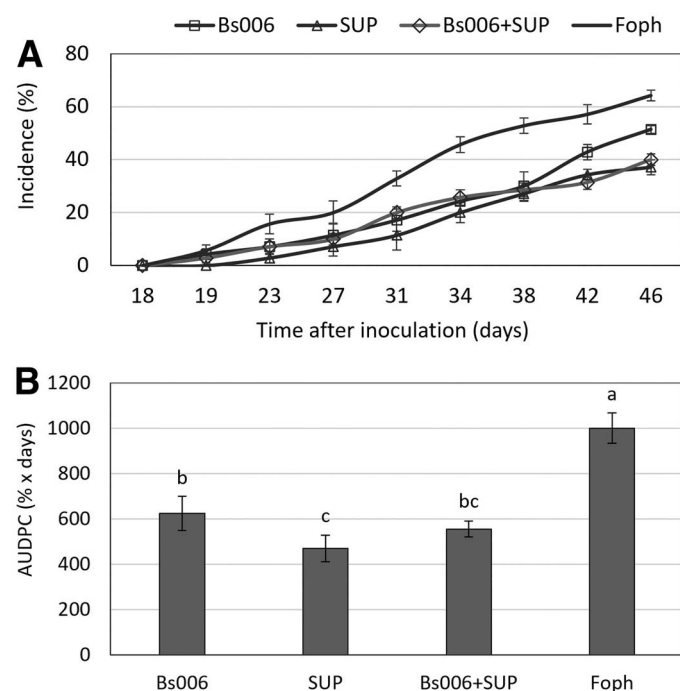 Bs006 SUP Bs006+SUP Foph
A
80
60
40
20
0
Incidence (%)
18 19 23 27 31 34 38 42 46
Time after inoculation (days)
B
1200
1000
800
600
400
200
0
AUDPC (% x days)
b c bc a
Bs006 SUP Bs006+SUP Foph